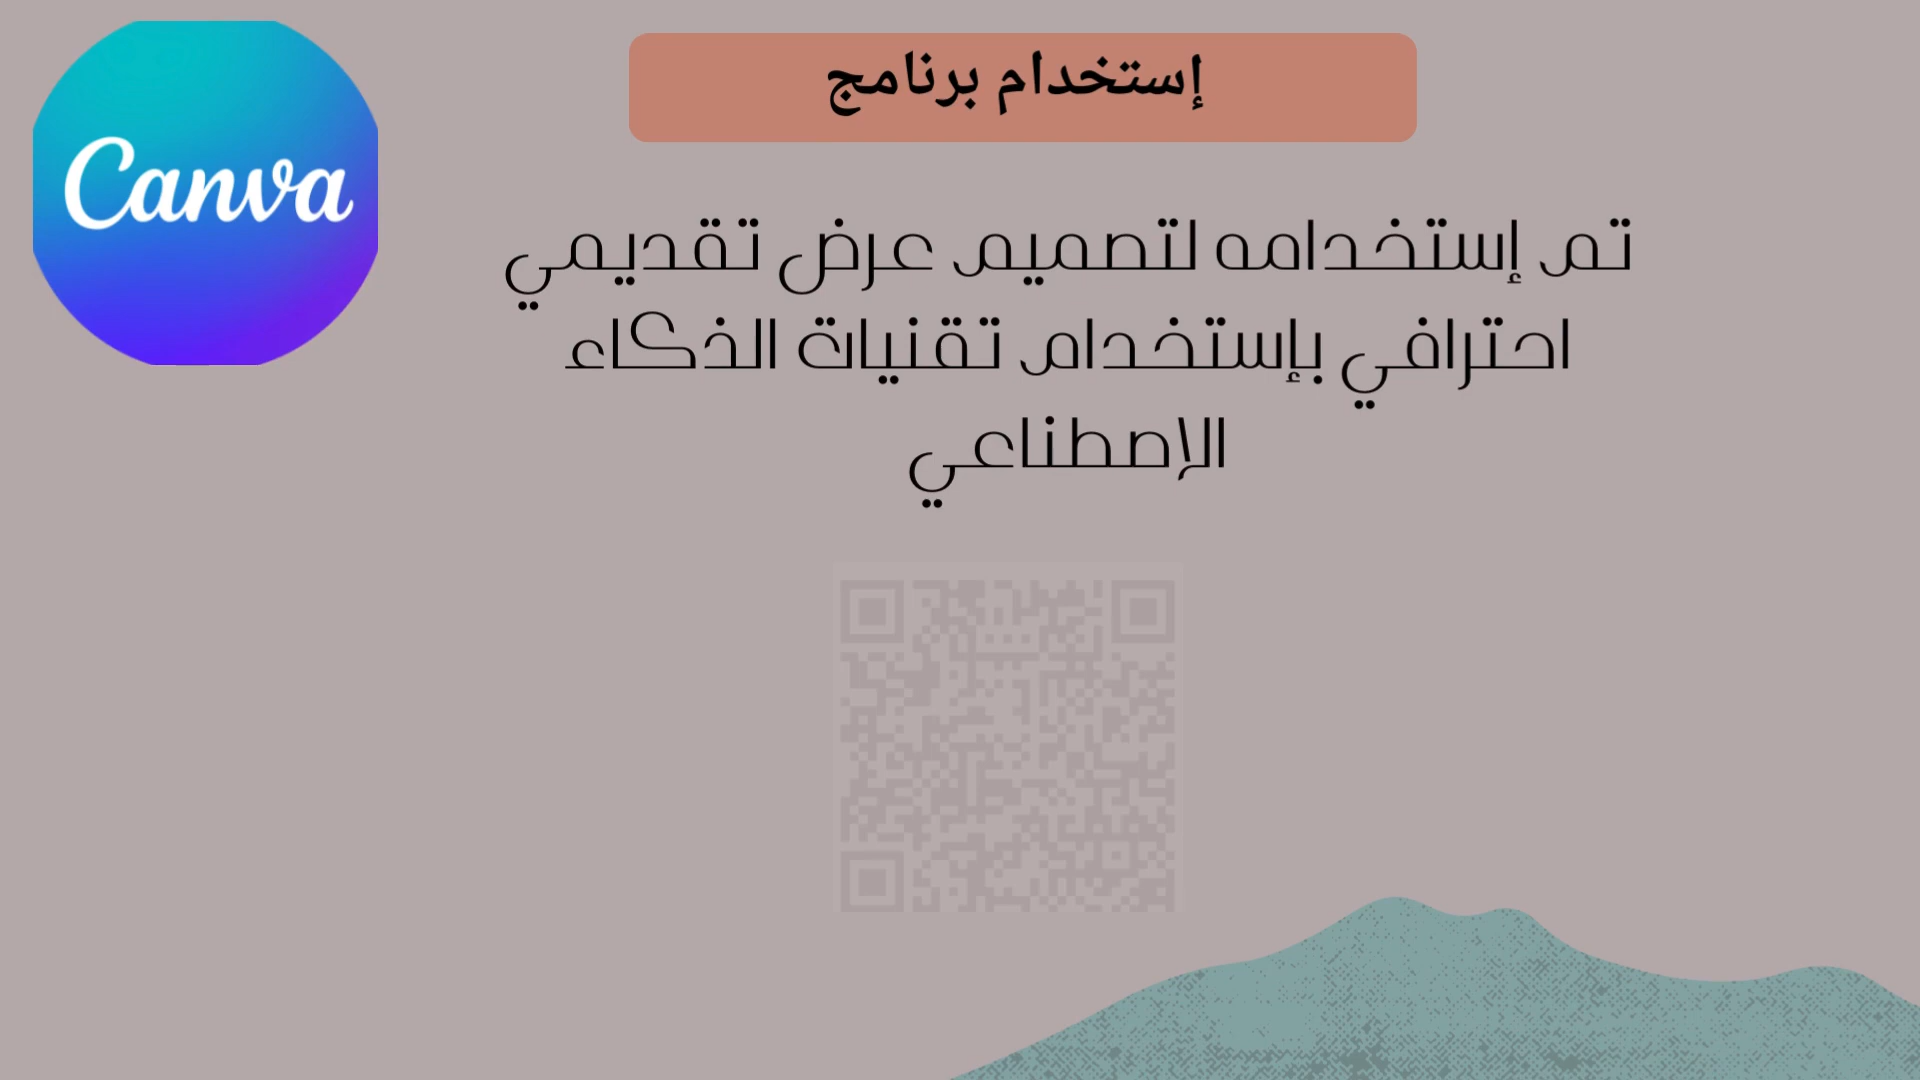 Canva
إستخدام برنامج
تم إستخدامه لتصميم عرض تقديمي
احترافي بإستخدام تقنيات الذكاء
الإصطناعي